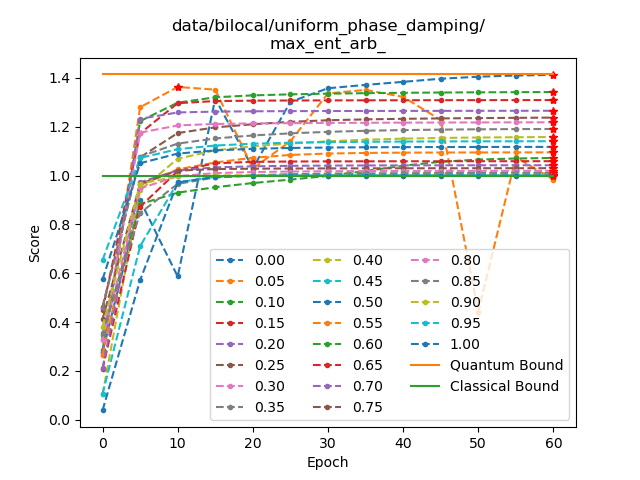 data/bilocal/uniform_phase_damping/
max_ent_arb_
Score
1.4
1.2
1.0
0.8
0.6
0.4
0.2
0.0
0.00 0.40 0.80
0.05 0.45 0.85
0.10 0.50 0.90
0.15 0.55 0.95
0.20 0.60 1.00
0.25 0.65 Quantum Bound
0.30 0.70 Classical Bound
0.35 0.75
0 10 20 30 40 50 60
Epoch